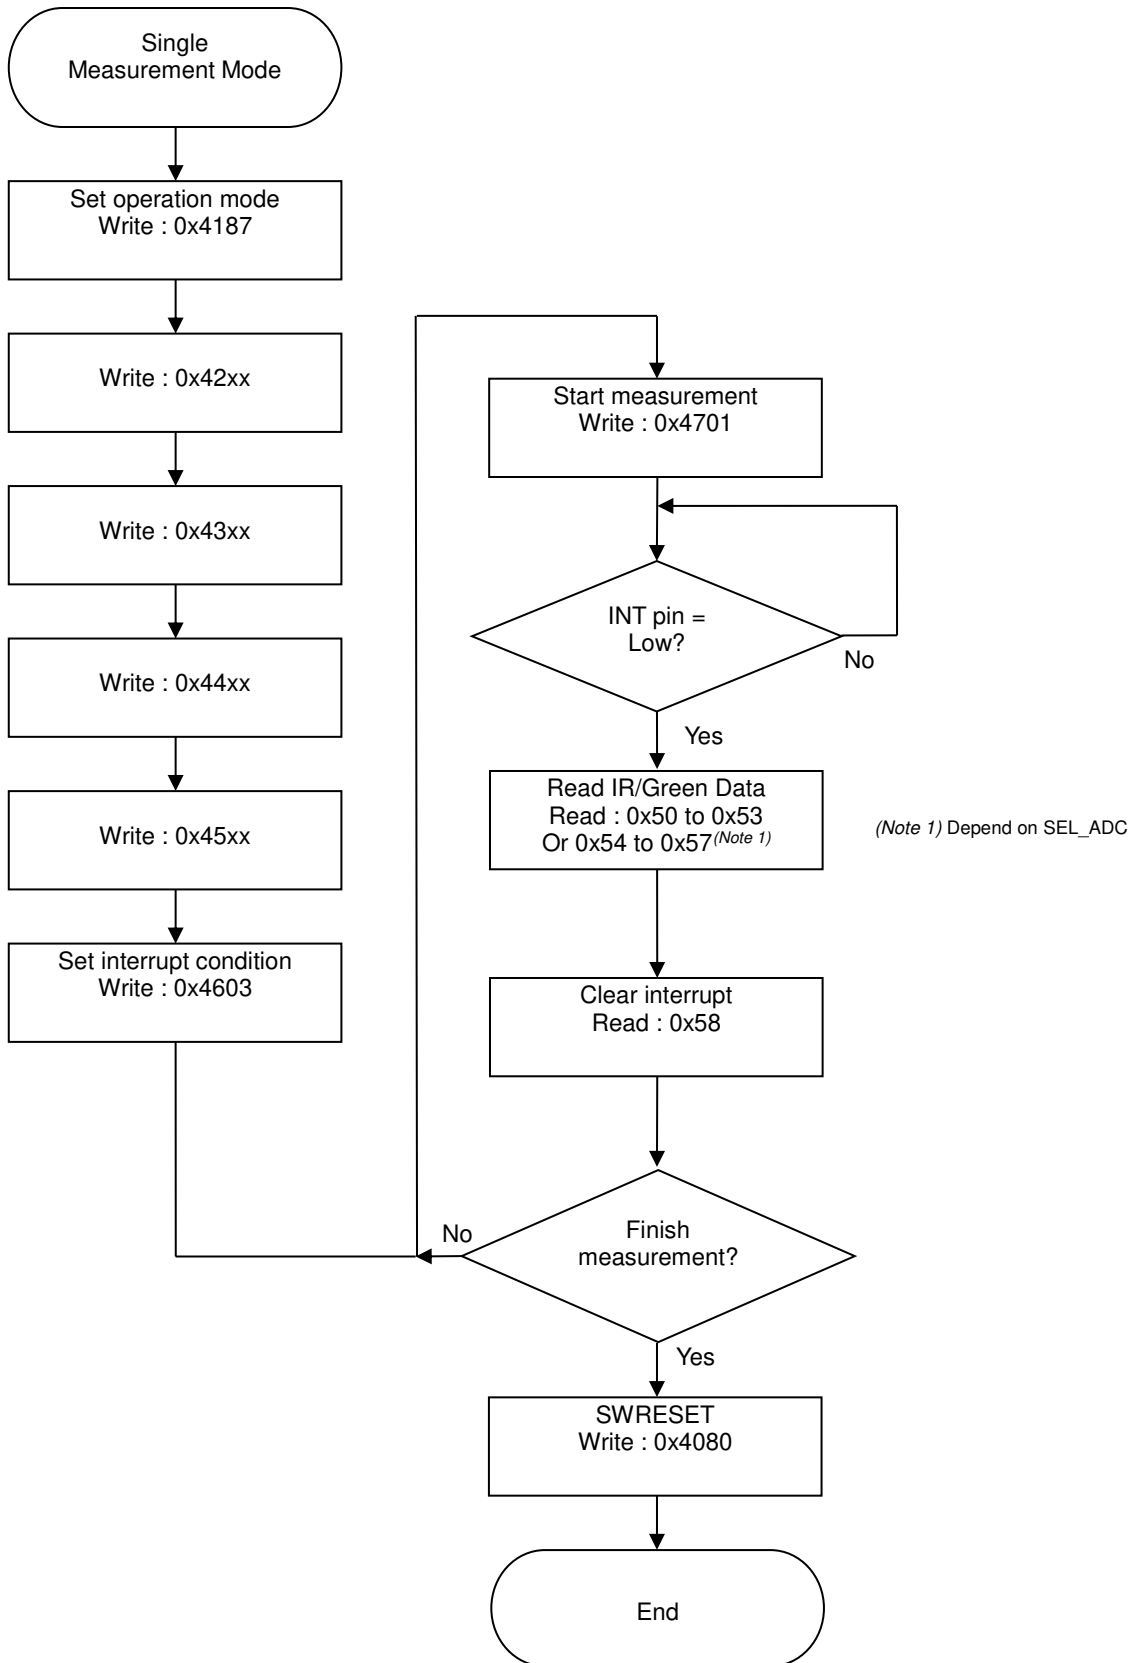 Single
Measurement Mode
Set operation mode
Write : 0x4187
Write : 0x42xx
Write : 0x43xx
Write : 0x44xx
Write : 0x45xx
Set interrupt condition
Write : 0x4603
Start measurement
Write : 0x4701
INT pin =
Low?
No
Yes
Read IR/Green Data
Read : 0x50 to 0x53
Or 0x54 to 0x57(Note 1)
(Note 1) Depend on SEL_ADC
Clear interrupt
Read : 0x58
Finish
measurement?
No
Yes
SWRESET
Write : 0x4080
End